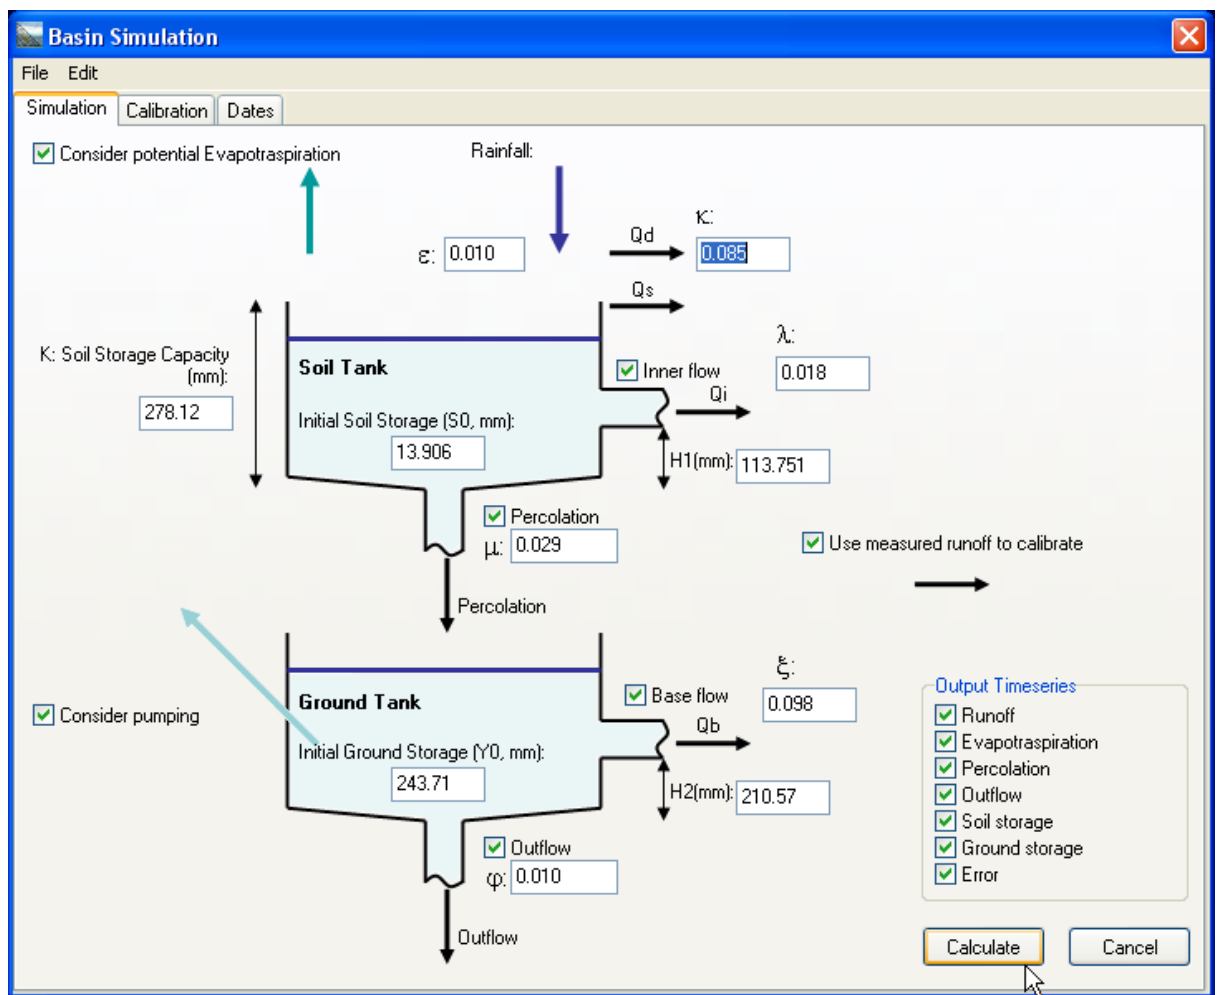 Basin Simulation
File Edit
Simulation Calibration Dates
Consider potential Evapotraspiration
Rainfall:
κ:
Qd
ε: 0.010
0.085
Qs
λ:
K: Soil Storage Capacity
(mm):
278.12
Soil Tank
Inner flow
0.018
Qi
Initial Soil Storage (S0, mm):
13.906
H1(mm): 113.751
Percolation
μ: 0.029
Use measured runoff to calibrate
Percolation
ξ:
Ground Tank
Base flow
0.098
Consider pumping
Qb
Initial Ground Storage (Y0, mm):
243.71
H2(mm): 210.57
Outflow
φ: 0.010
Outflow
Output Timeseries
Runoff
Evapotraspiration
Percolation
Outflow
Soil storage
Ground storage
Error
Calculate Cancel